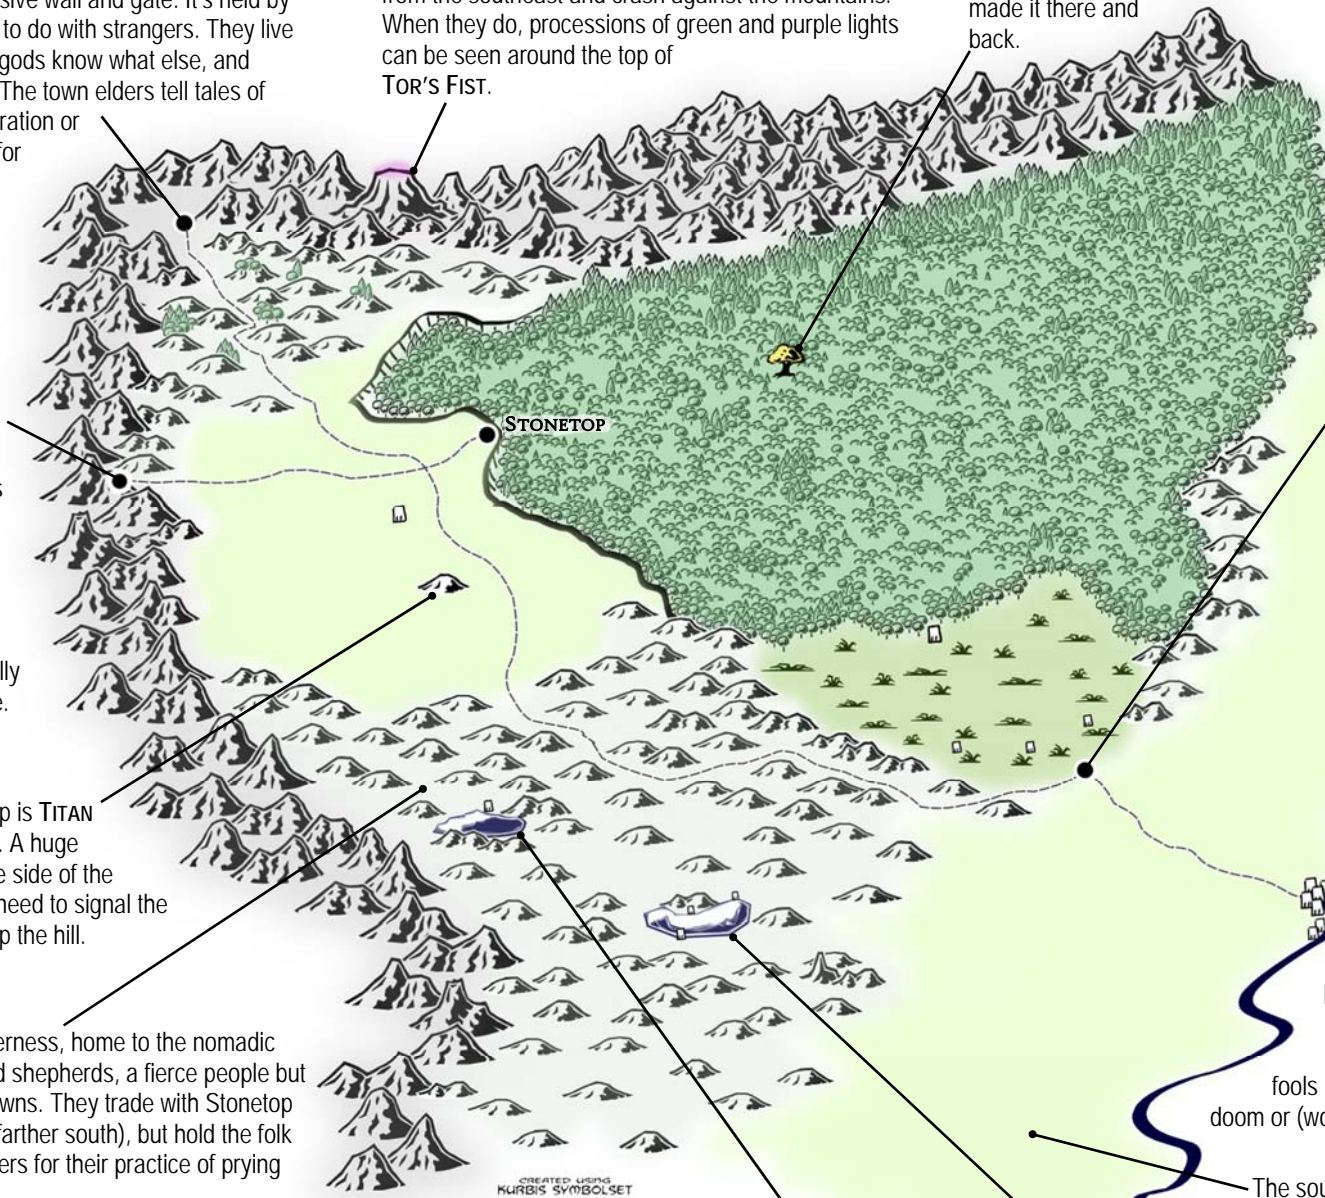 sive wall and gate. It's held by
to do with strangers. They live
gods know what else, and
The town elders tell tales of
ration or
for
from the southeast and crash against the mountains.
When they do, processions of green and purple lights
can be seen around the top of
TOR'S FIST.
made it there and
back.
STONETOP
s
lly
e.
p is TITAN
. A huge
e side of the
need to signal the
p the hill.
erness, home to the nomadic
d shepherds, a fierce people but
wns. They trade with Stonetop
farther south), but hold the folk
ers for their practice of prying
fools
doom or (wo
The sou
CREATED USING
KURBIS SYMBOLSET